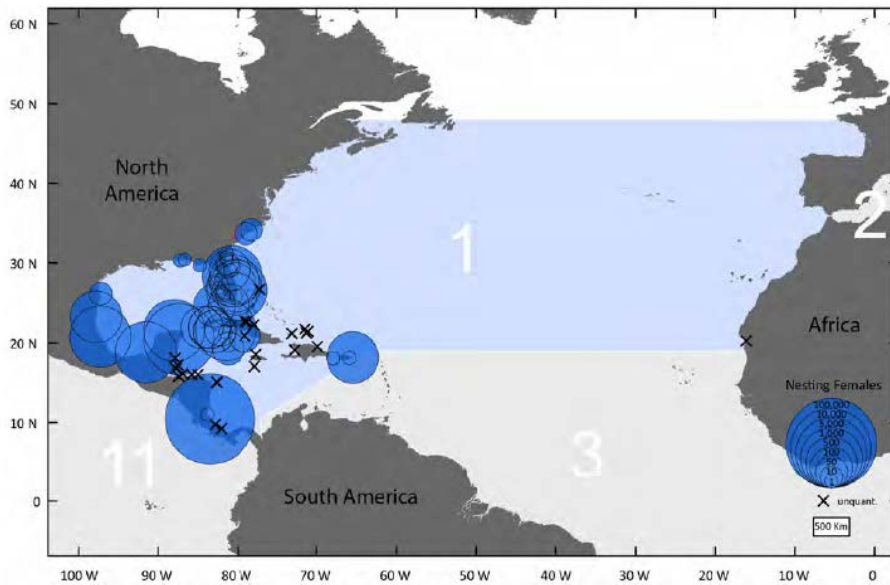 60 N
50 N
40 N
30 N
20 N
10 N
0
North
America
1
2
Africa
Nesting Females
100,000
10,000
5,000
1,000
500
100
50
10
1
unquant.
500 Km
11
3
South America
100 W
90 W
80 W
70 W
60 W
50 W
40 W
30 W
20 W
10 W
0